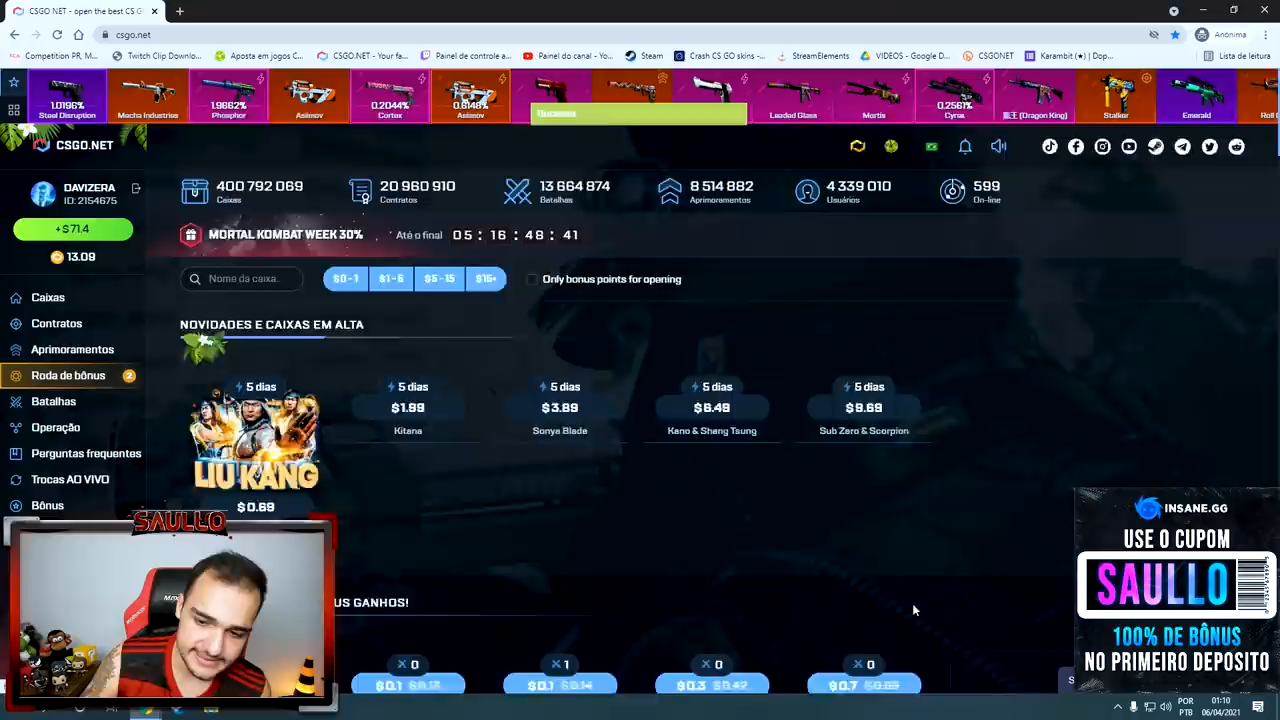 CSGO NET - open the best CS G
csgo.net
Anônima
Competition PR, M...
Twitch Clip Downlo...
Aposta em jogos C...
CSGO.NET - Your fa...
Painel de controle a...
Painel do canal - Yo...
Steam
Crash CS GO skins -...
StreamElements
VIDEOS - Google D...
CSGONET
Karambit (★) | Dop...
Lista de leitura
1.0196%
Steel Disruption
Mecha Industries
1.9662%
Phosphor
Asiimov
0.2044%
Cortex
0.6148%
Asiimov
Leaded Glass
Mortis
0.2561%
Cyrex
龍王 (Dragon King)
Stalker
Emerald
CSGO.NET
DAVIZERA
ID: 2154675
+$71.4
13.09
400 792 069
Caixas
20 960 910
Contratos
13 664 874
Batalhas
8 514 882
Aprimoramentos
4 339 010
Usuários
599
On-line
MORTAL KOMBAT WEEK 30%
Até o final
05 : 16 : 48 : 41
Nome da caixa..
$0-1
$1-5
$5-15
$15+
Only bonus points for opening
Caixas
Contratos
Aprimoramentos
Roda de bônus 2
Batalhas
Operação
Perguntas frequentes
Trocas AO VIVO
Bônus
NOVIDADES E CAIXAS EM ALTA
5 dias
LIU KANG
$0.69
5 dias
$1.99
Kitana
5 dias
$3.89
Sonya Blade
5 dias
$6.49
Kano & Shang Tsung
5 dias
$9.69
Sub Zero & Scorpion
US GANHOS!
0
$0.1 $0.13
1
$0.1 $0.14
0
$0.3 $0.42
0
$0.7
SAULLO
INSANE.GG
USE O CUPOM
SAULLO
100% DE BÔNUS
NO PRIMEIRO DEPOSITO
POR
PTB
01:10
06/04/2021